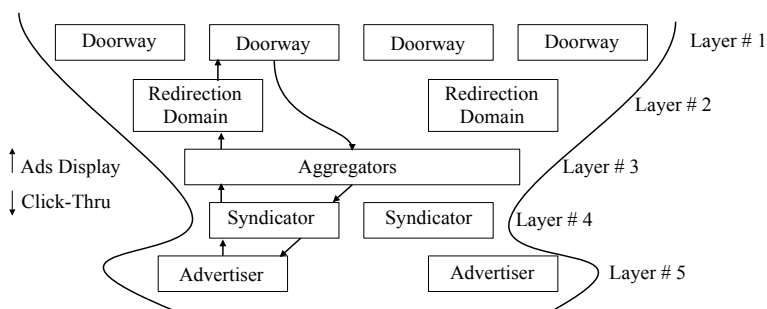 Doorway
Doorway
Doorway
Doorway
Layer # 1
Redirection
Domain
Redirection
Domain
Layer # 2
Aggregators
Layer # 3
Ads Display
Click-Thru
Syndicator
Syndicator
Layer # 4
Advertiser
Advertiser
Layer # 5